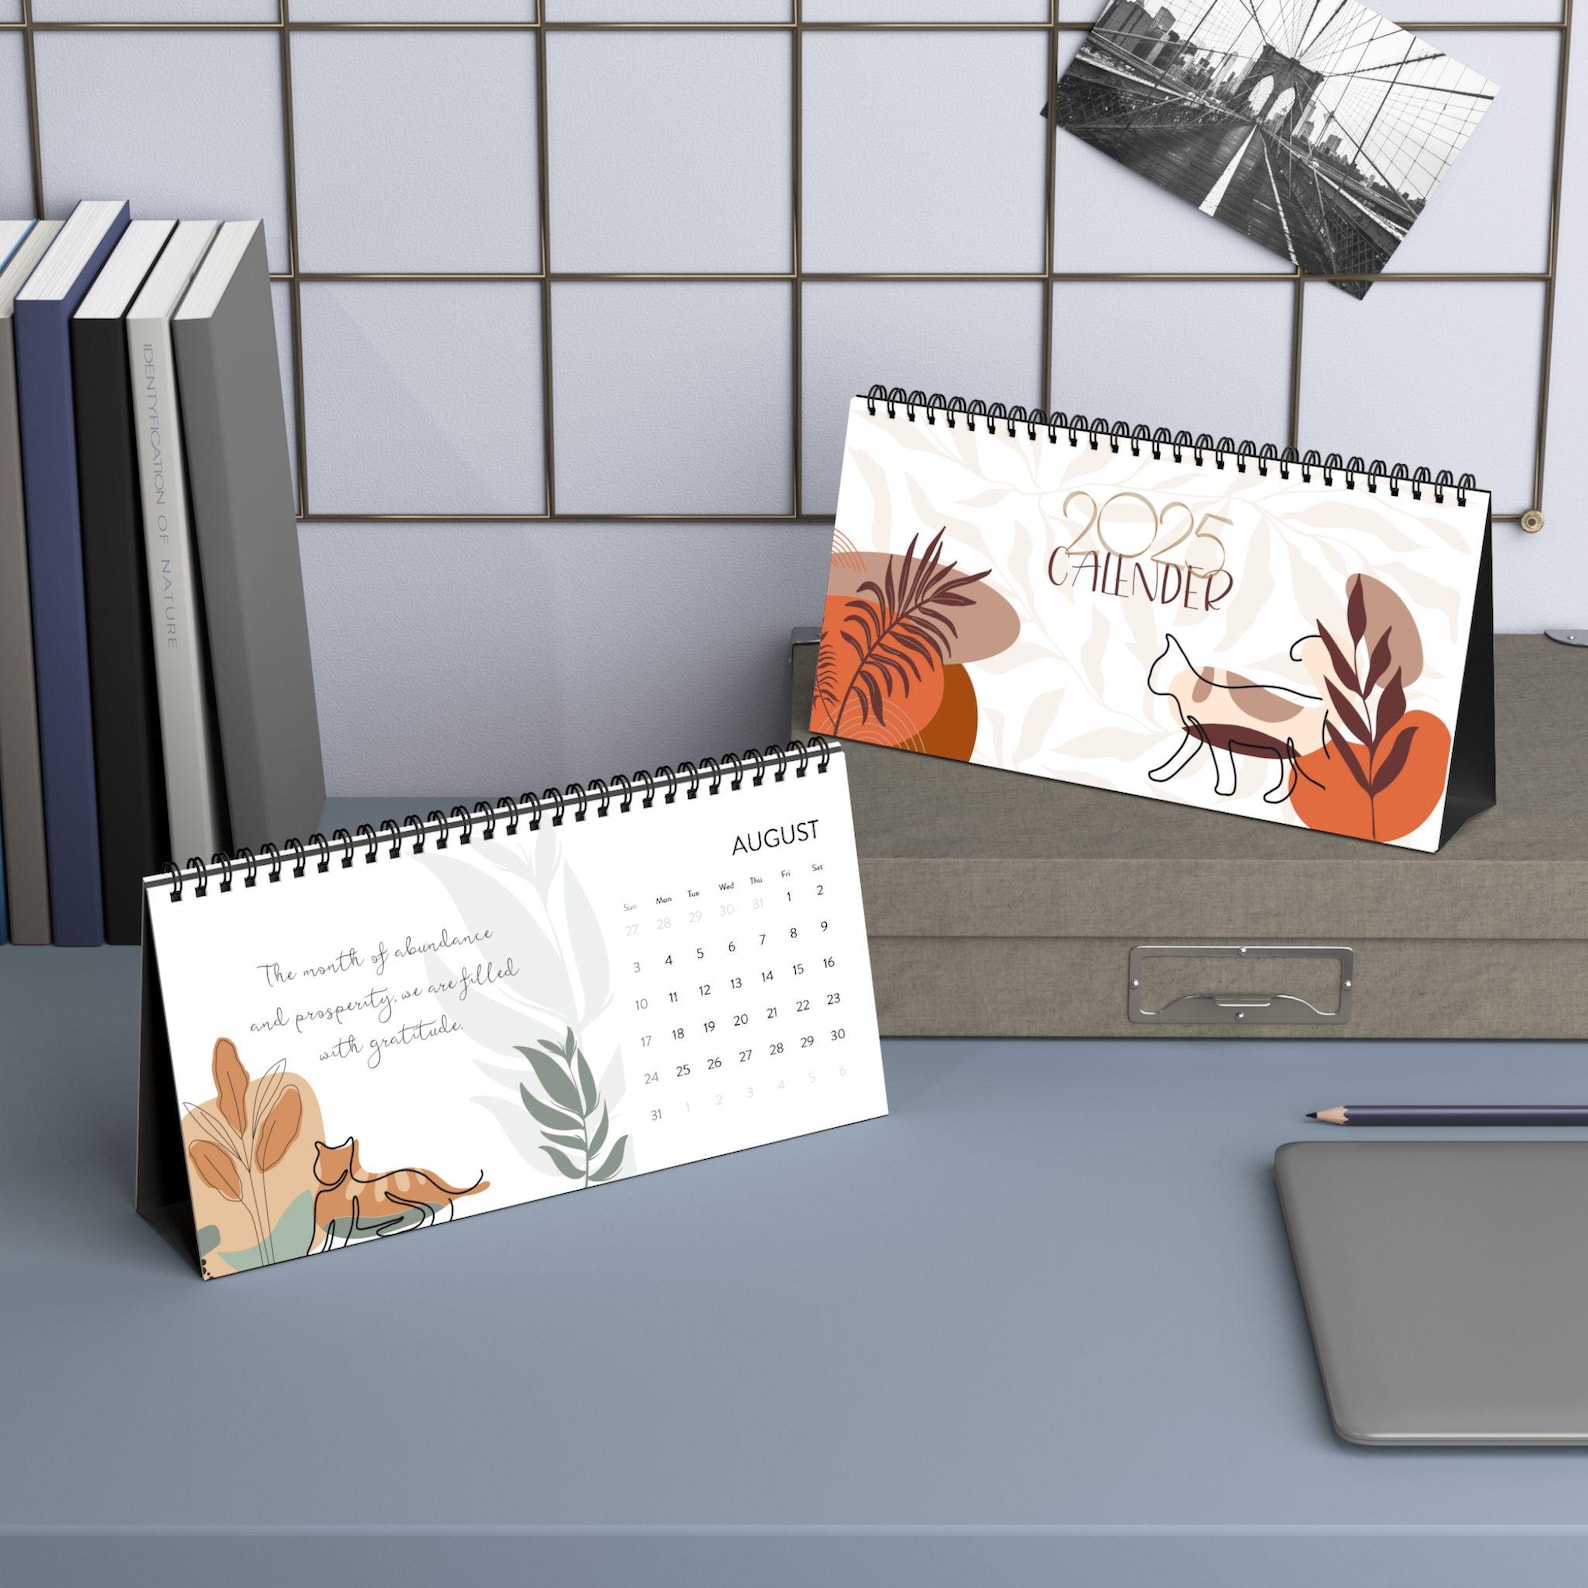 IDENTYFICATION OF NATURE
2025
CALENDER
AUGUST
Sun Mon Tue Wed Thu Fri Sat
27 28 29 30 31 1 2
3 4 5 6 7 8 9
10 11 12 13 14 15 16
17 18 19 20 21 22 23
24 25 26 27 28 29 30
31 1 2 3 4 5 6
The month of abundance
and prosperity, we are filled
with gratitude.